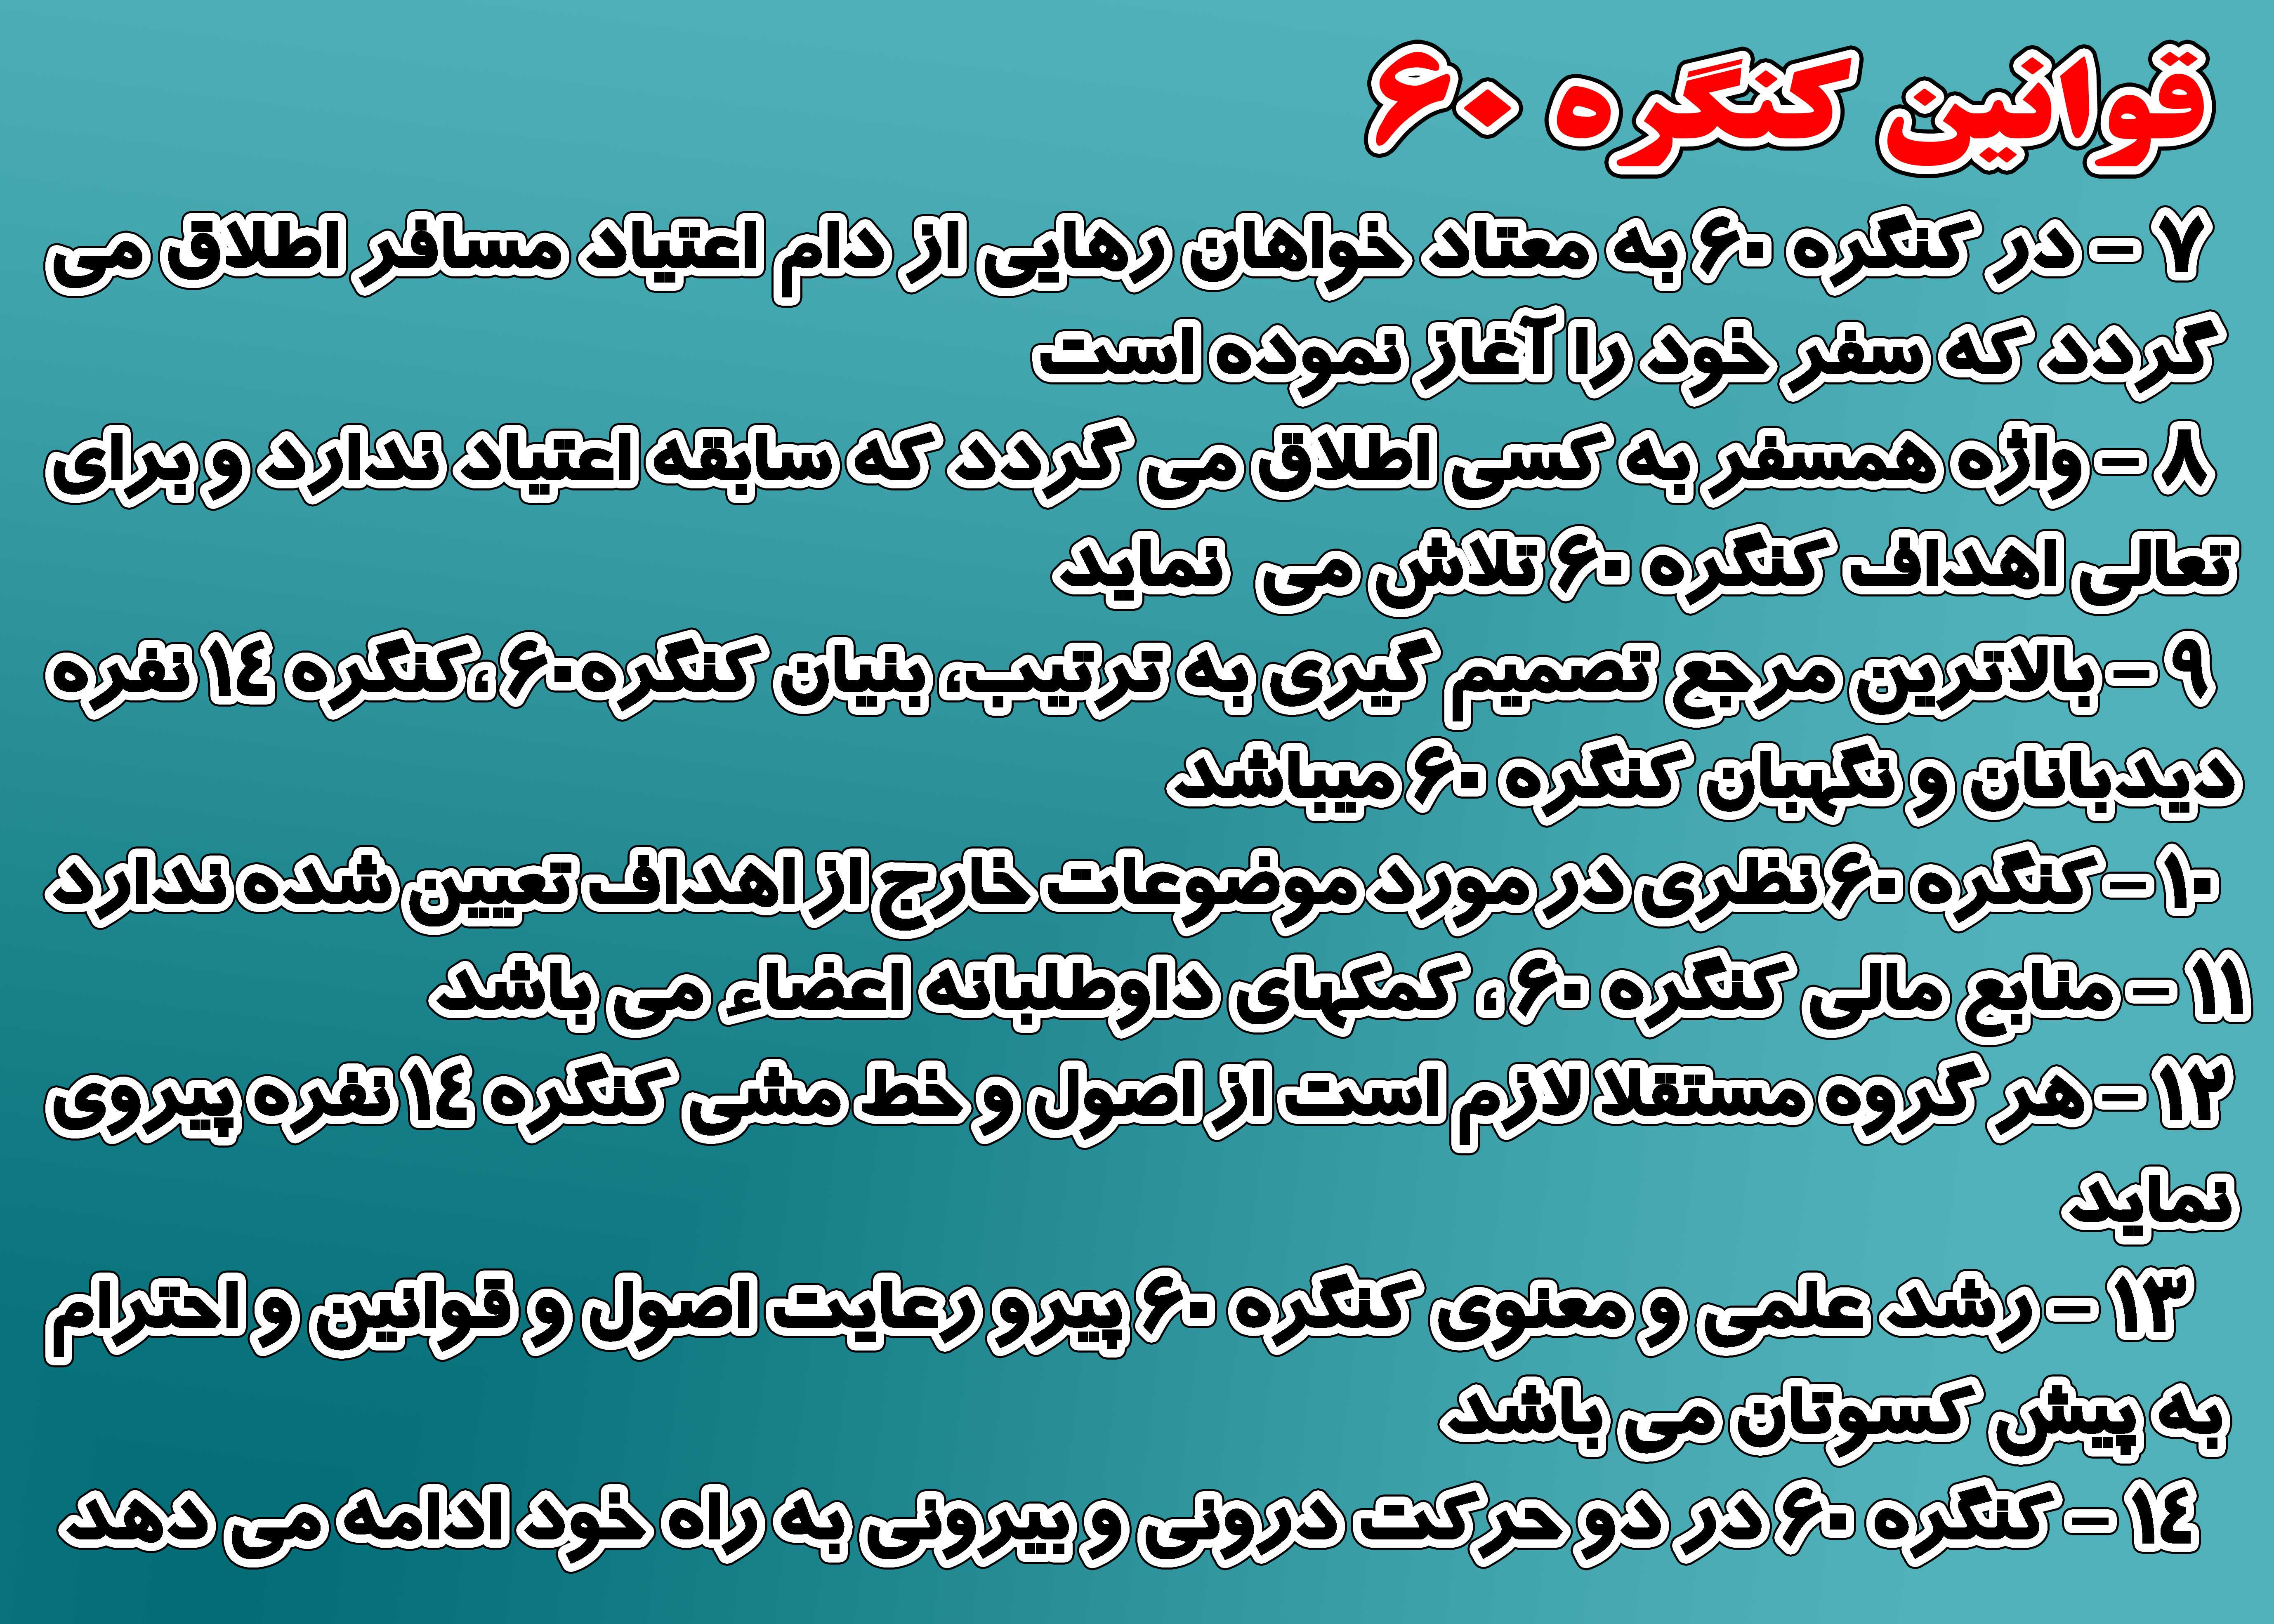 قوانین کنگره ۶۰
۷ – در کنگره ۶۰ به معتاد خواهان رهایی از دام اعتیاد مسافر اطلاق می
گردد که سفر خود را آغاز نموده است
۸ – واژه همسفر به کسی اطلاق می گردد که سابقه اعتیاد ندارد و برای
تعالی اهداف کنگره ۶۰ تلاش می نماید
۹ – بالاترین مرجع تصمیم گیری به ترتیب، بنیان کنگره۶۰ ،کنگره ۱٤ نفره
دیدبانان و نگهبان کنگره ۶۰ میباشد
۱۰ – کنگره ۶۰ نظری در مورد موضوعات خارج از اهداف تعیین شده ندارد
۱۱ – منابع مالی کنگره ۶۰ ، کمکهای داوطلبانه اعضاء می باشد
۱۲ – هر گروه مستقلا لازم است از اصول و خط مشی کنگره ۱٤ نفره پیروی
نماید
۱۳ – رشد علمی و معنوی کنگره ۶۰ پیرو رعایت اصول و قوانین و احترام
به پیش کسوتان می باشد
۱٤ – کنگره ۶۰ در دو حرکت درونی و بیرونی به راه خود ادامه می دهد